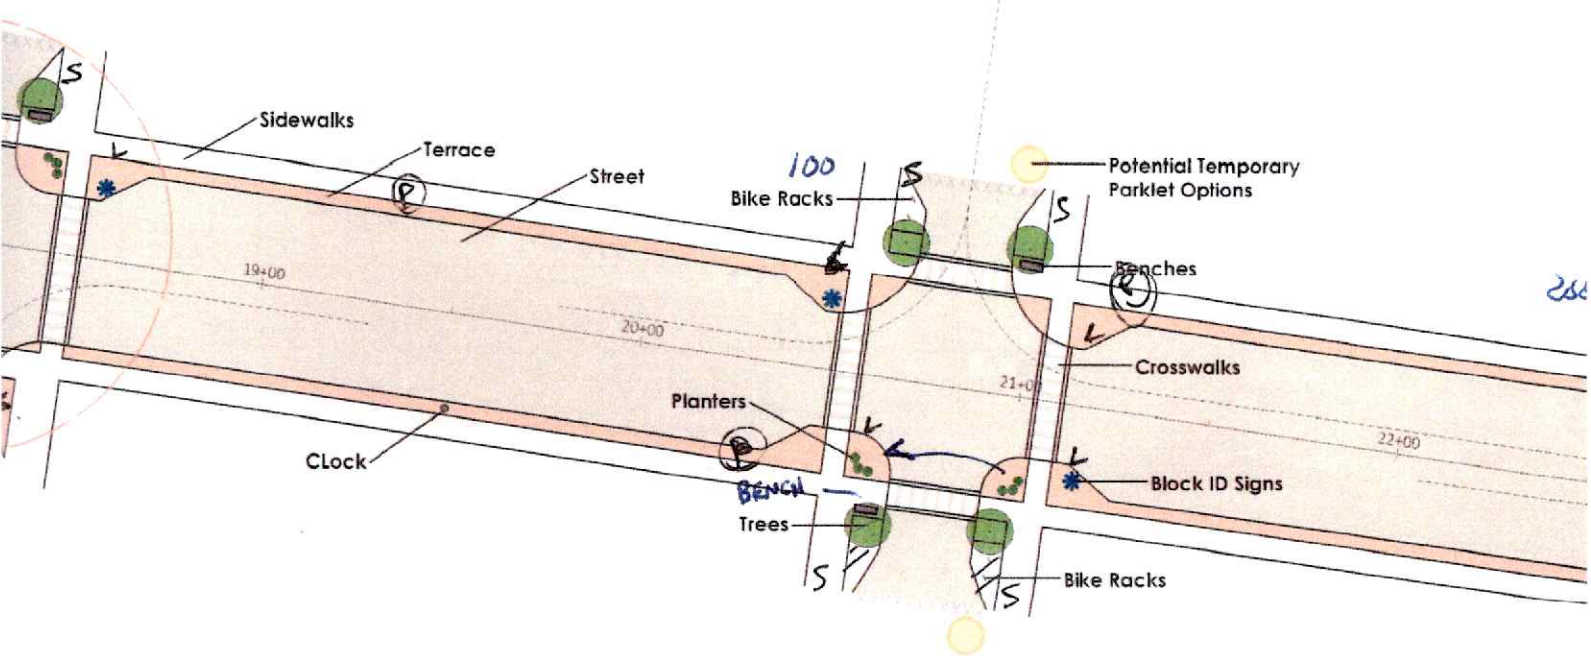 S
Sidewalks
Terrace
Street
P
100
Bike Racks
S
S
Potential Temporary
Parklet Options
Benches
19+00
20+00
21+00
22+00
Crosswalks
Planters
CLock
P
BENCH
Block ID Signs
Trees
Bike Racks
S
S